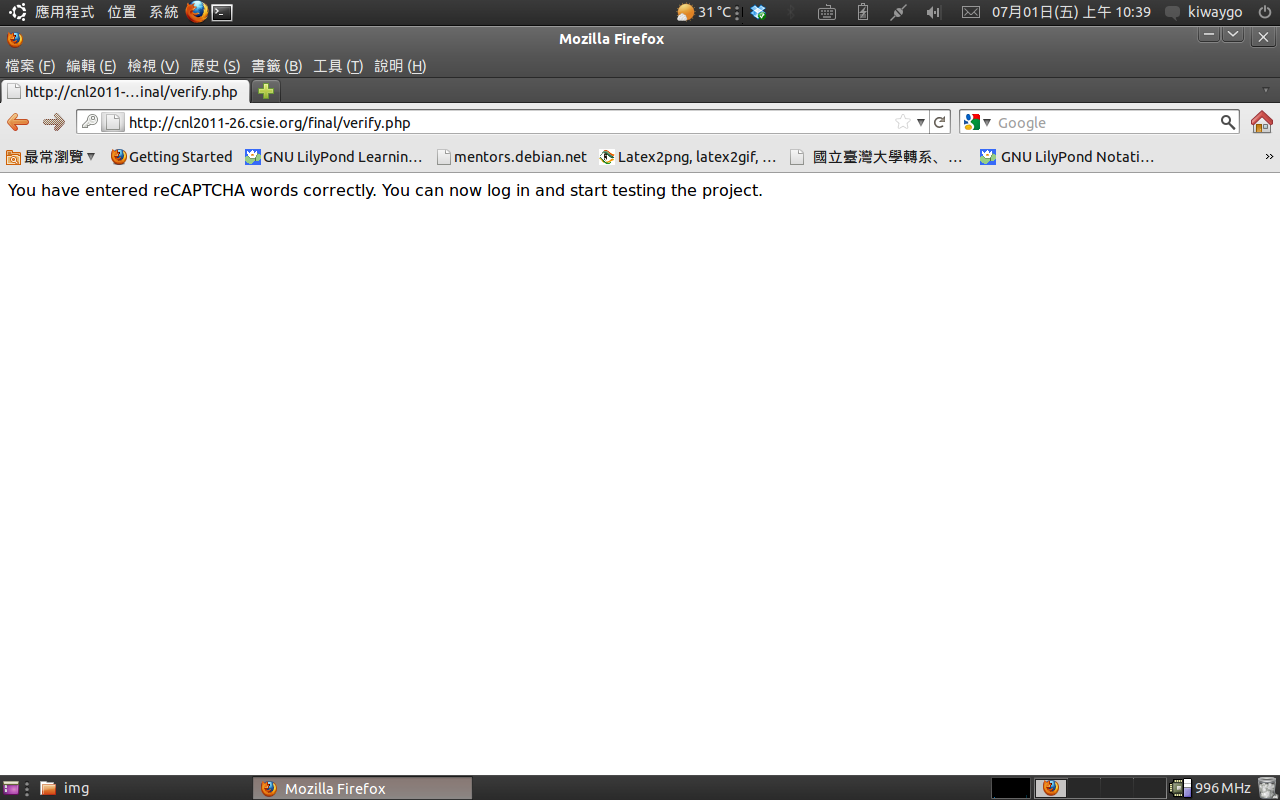 應用程式 位置 系統 31 °C 07月01日(五) 上午 10:39 kiwaygo
Mozilla Firefox
檔案 (F) 編輯 (E) 檢視 (V) 歷史 (S) 書籤 (B) 工具 (T) 說明 (H)
http://cnl2011-…inal/verify.php
http://cnl2011-26.csie.org/final/verify.php Google
最常瀏覽 Getting Started GNU LilyPond Learnin… mentors.debian.net Latex2png, latex2gif, … 國立臺灣大學轉系、… GNU LilyPond Notati… »
You have entered reCAPTCHA words correctly. You can now log in and start testing the project.
img Mozilla Firefox 996 MHz